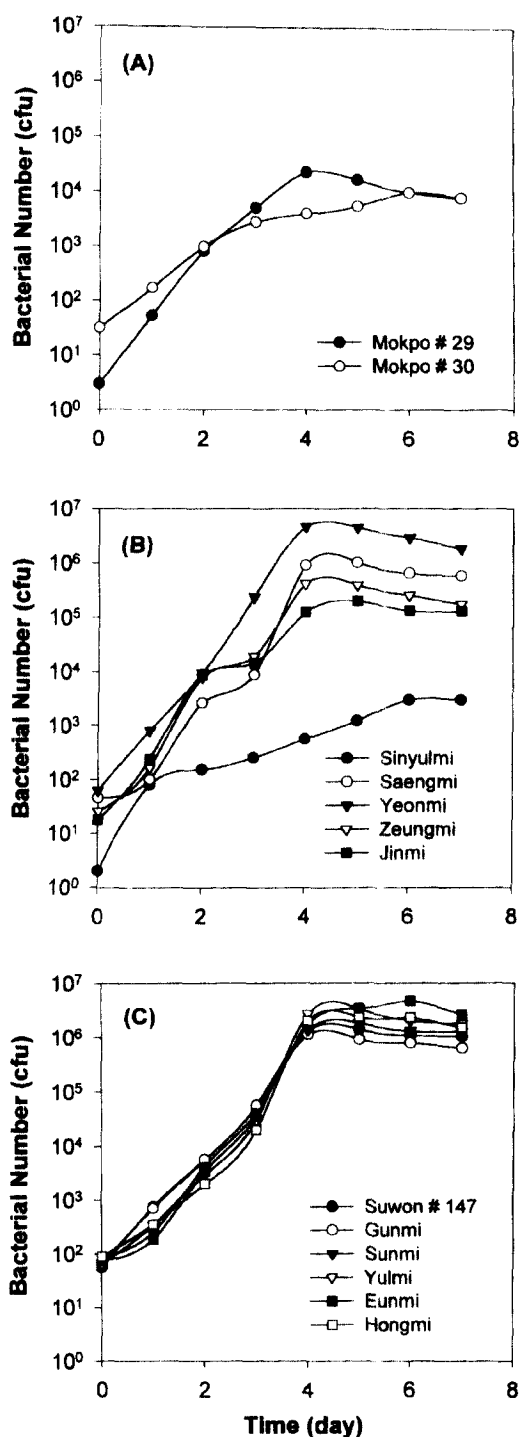 (A)
Bacterial Number (cfu)
10⁷
10⁶
10⁵
10⁴
10³
10²
10¹
10⁰
Mokpo # 29
Mokpo # 30
0 2 4 6 8
(B)
Bacterial Number (cfu)
10⁷
10⁶
10⁵
10⁴
10³
10²
10¹
10⁰
Sinyulmi
Saengmi
Yeonmi
Zeungmi
Jinmi
0 2 4 6 8
(C)
Bacterial Number (cfu)
10⁷
10⁶
10⁵
10⁴
10³
10²
10¹
10⁰
Suwon # 147
Gunmi
Sunmi
Yulmi
Eunmi
Hongmi
0 2 4 6 8
Time (day)